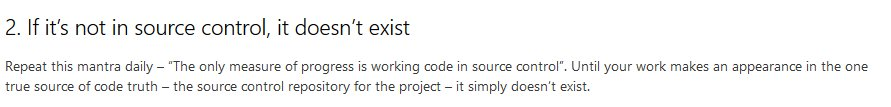 2. If it’s not in source control, it doesn’t exist
Repeat this mantra daily – “The only measure of progress is working code in source control”. Until your work makes an appearance in the one
true source of code truth – the source control repository for the project – it simply doesn’t exist.